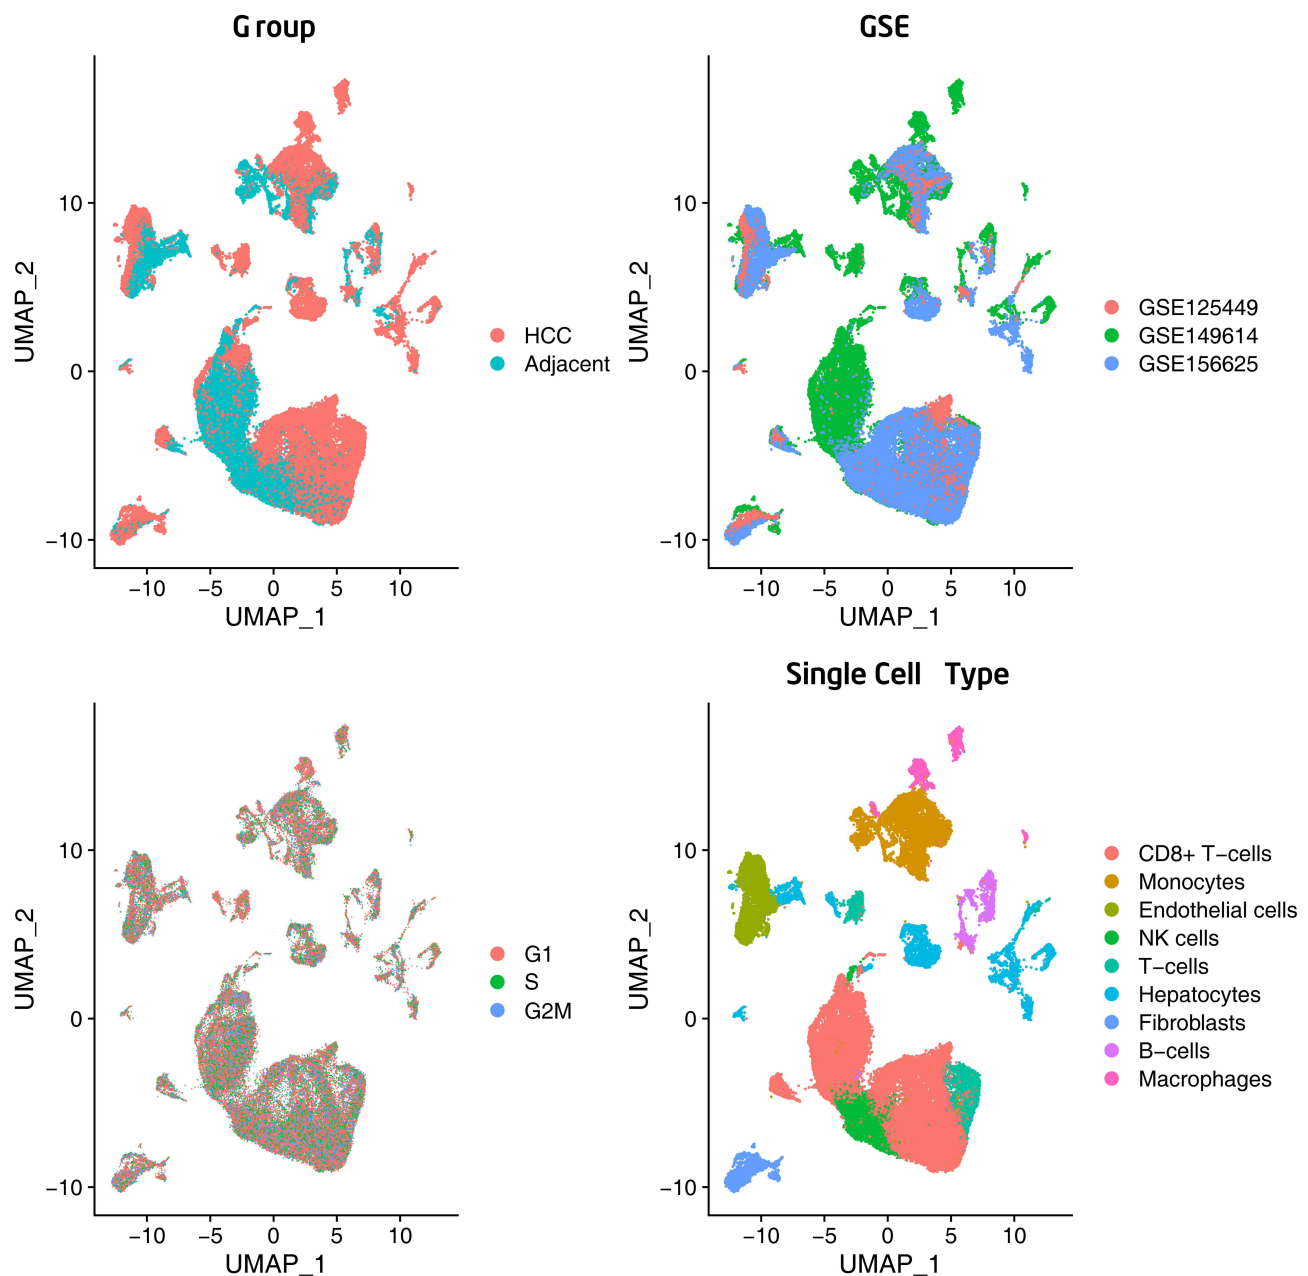 Group
GSE
10
5
0
−10
UMAP_2
−10
−5
0
5
10
UMAP_1
HCC
Adjacent
10
0
−10
UMAP_2
−10
−5
0
5
10
UMAP_1
GSE125449
GSE149614
GSE156625
Single Cell Type
10
0
−10
UMAP_2
−10
−5
0
5
10
UMAP_1
G1
S
G2M
10
0
−10
UMAP_2
−10
−5
0
5
10
UMAP_1
CD8+ T−cells
Monocytes
Endothelial cells
NK cells
T−cells
Hepatocytes
Fibroblasts
B−cells
Macrophages